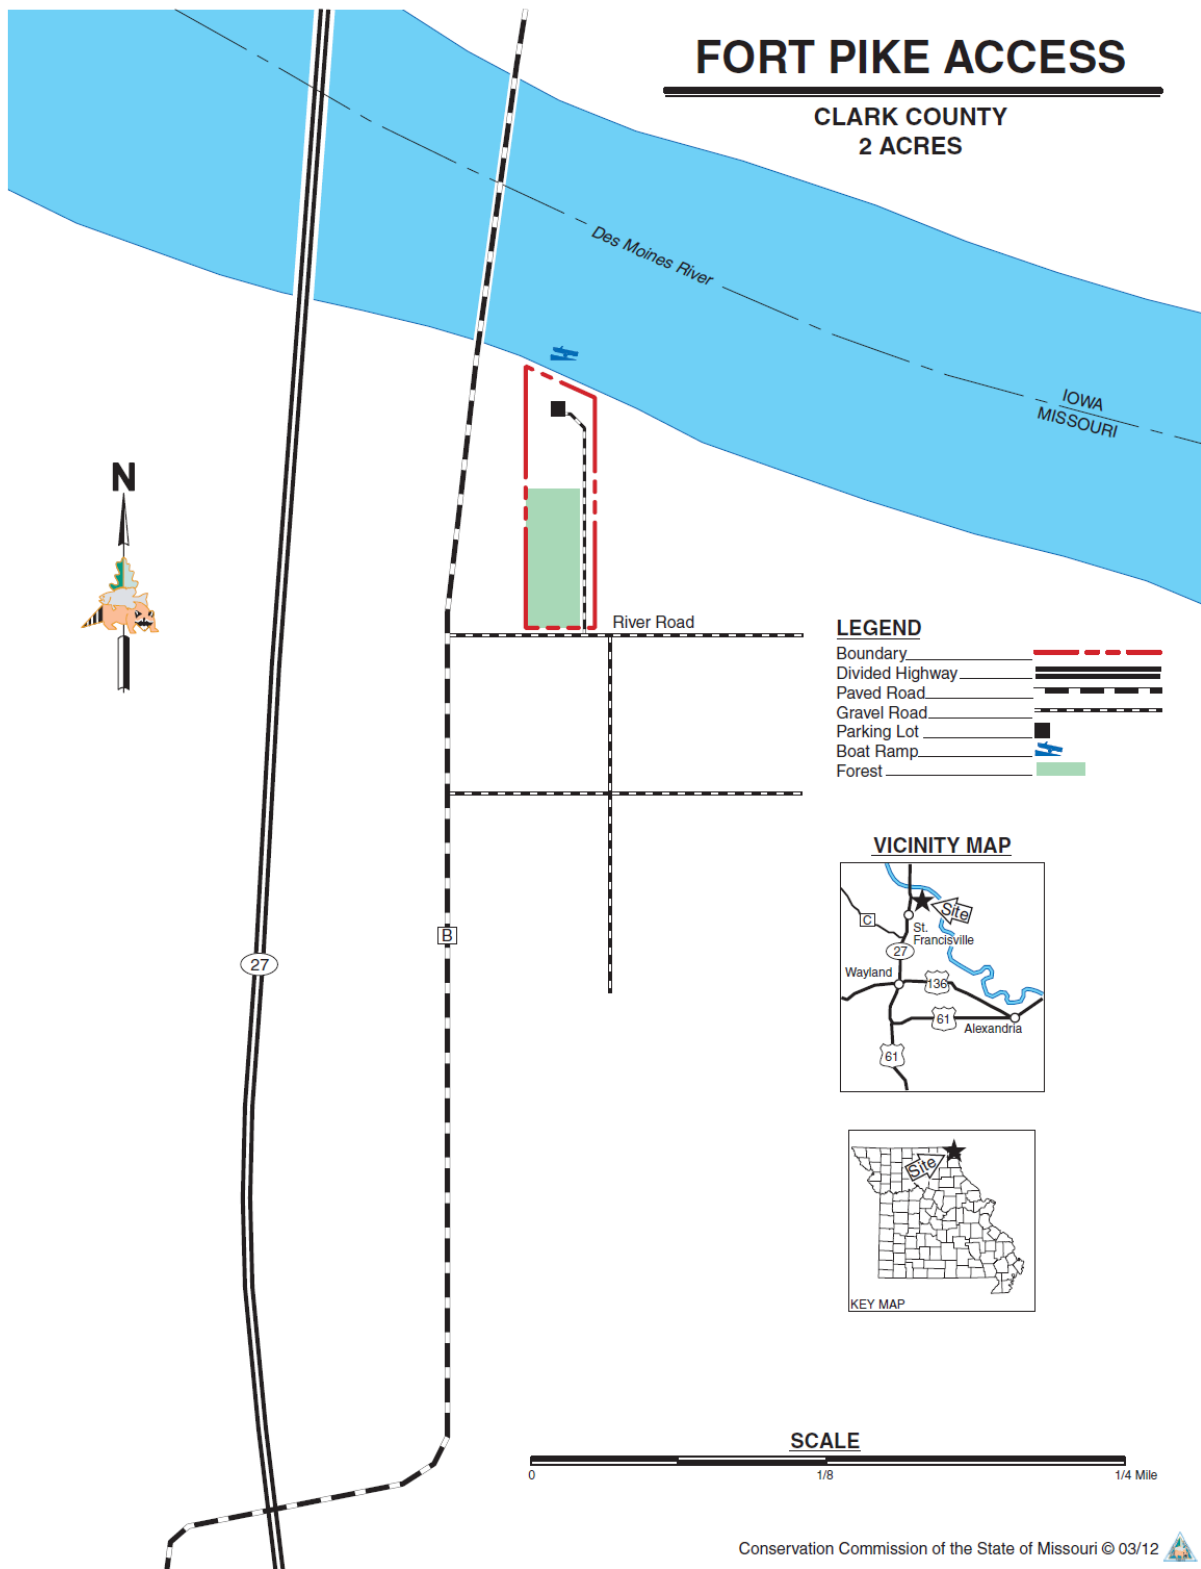 FORT PIKE ACCESS
CLARK COUNTY
2 ACRES
Des Moines River
IOWA
MISSOURI
N
River Road
LEGEND
Boundary
Divided Highway
Paved Road
Gravel Road
Parking Lot
Boat Ramp
Forest
VICINITY MAP
C
Site
St.
Francisville
27
Wayland
136
61
Alexandria
61
B
27
Site
KEY MAP
SCALE
0 1/8 1/4 Mile
Conservation Commission of the State of Missouri © 03/12